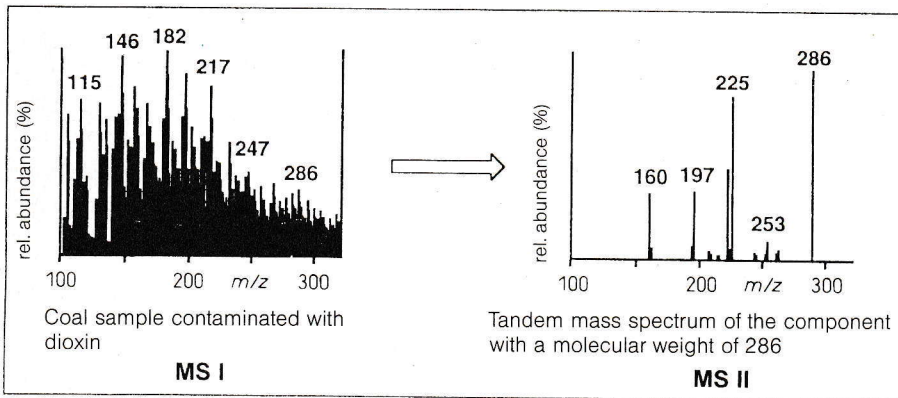 rel. abundance (%)
115
146
182
217
247
286
100
200
m/z
300
Coal sample contaminated with
dioxin
MS I
rel. abundance (%)
160
197
225
253
286
100
200
m/z
300
Tandem mass spectrum of the component
with a molecular weight of 286
MS II